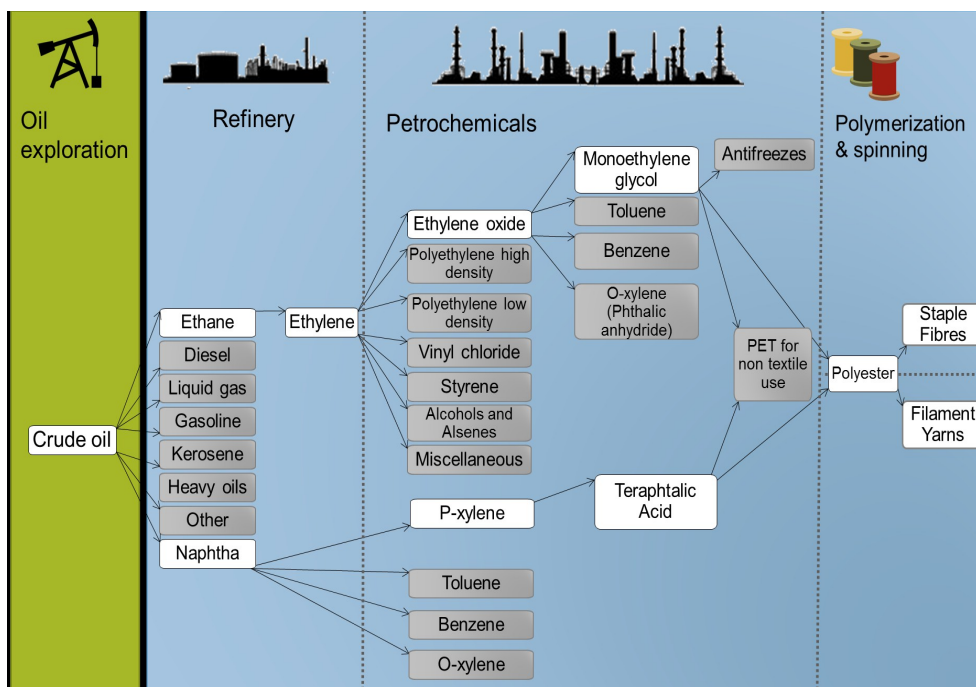 Oil
exploration
Refinery
Petrochemicals
Polymerization
& spinning
Crude oil
Ethane
Diesel
Liquid gas
Gasoline
Kerosene
Heavy oils
Other
Naphtha
Ethylene
Ethylene oxide
Polyethylene high
density
Polyethylene low
density
Vinyl chloride
Styrene
Alcohols and
Alsenes
Miscellaneous
P-xylene
Toluene
Benzene
O-xylene
Monoethylene
glycol
Toluene
Benzene
O-xylene
(Phthalic
anhydride)
Teraphtalic
Acid
Antifreezes
PET for
non textile
use
Polyester
Staple
Fibres
Filament
Yarns